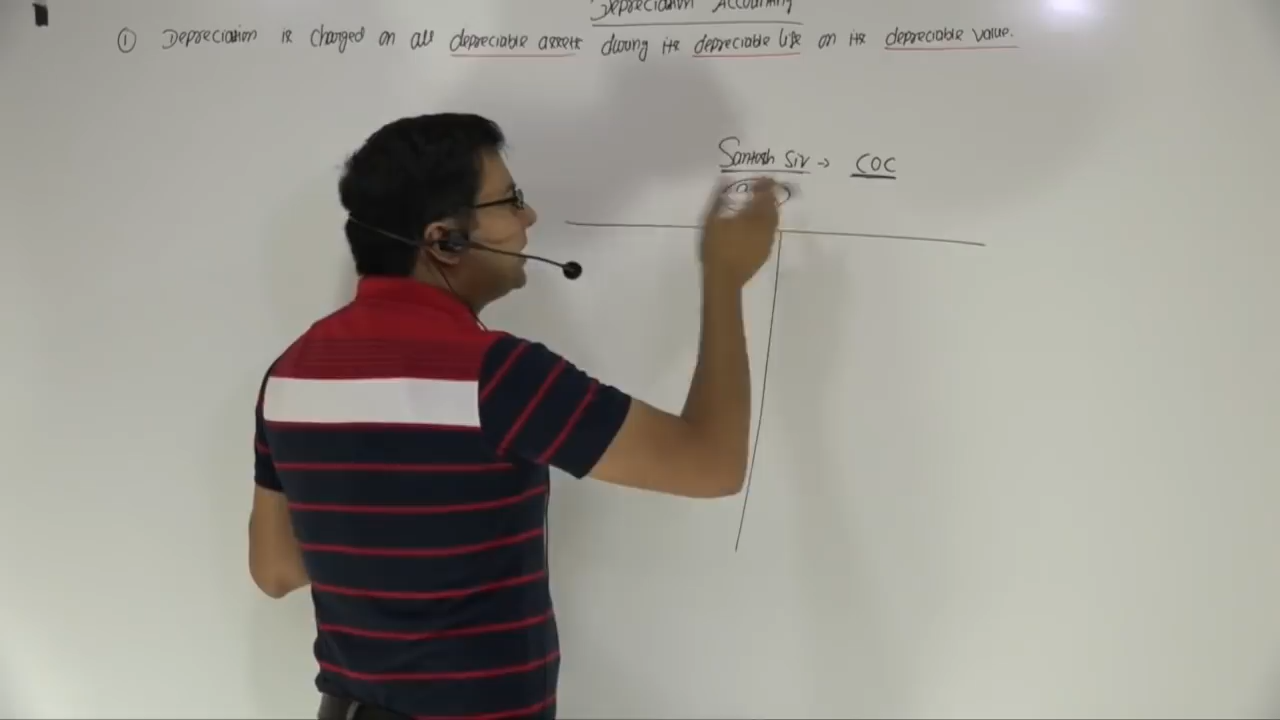 Depreciation Accounting
① Depreciation is charged on all depreciable assets during its depreciable life on its depreciable value.
Santosh Sir → COC